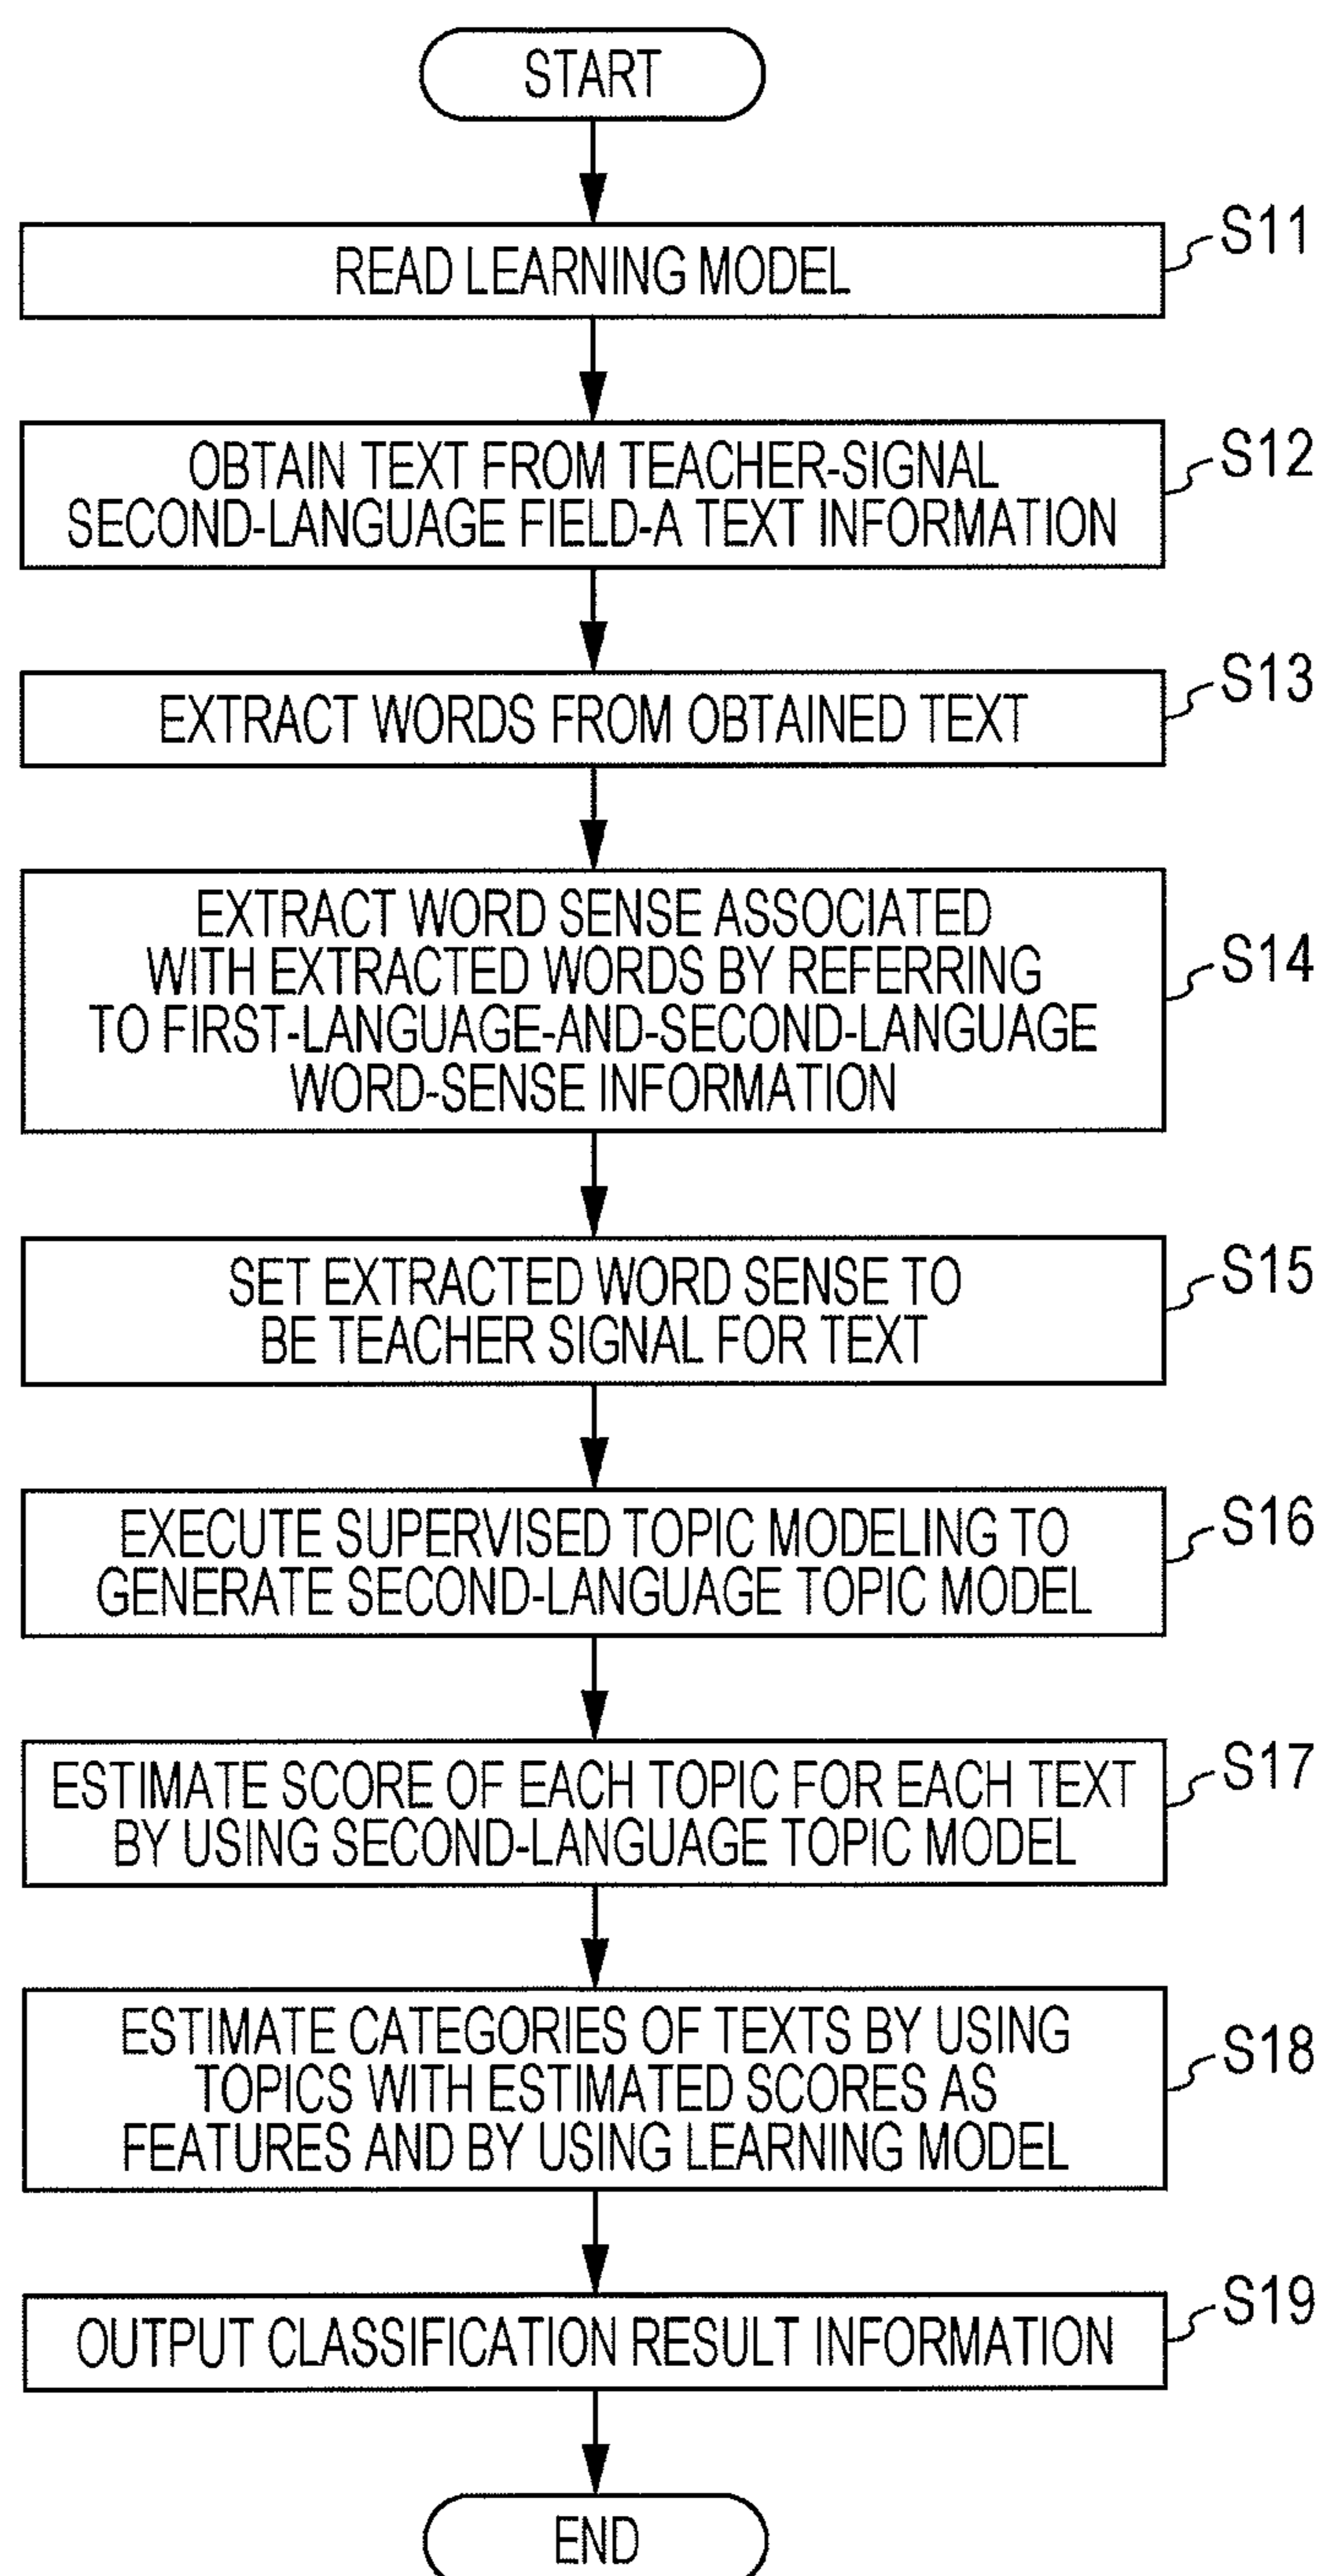 START
READ LEARNING MODEL
S11
OBTAIN TEXT FROM TEACHER-SIGNAL
SECOND-LANGUAGE FIELD-A TEXT INFORMATION
S12
EXTRACT WORDS FROM OBTAINED TEXT
S13
EXTRACT WORD SENSE ASSOCIATED
WITH EXTRACTED WORDS BY REFERRING
TO FIRST-LANGUAGE-AND-SECOND-LANGUAGE
WORD-SENSE INFORMATION
S14
SET EXTRACTED WORD SENSE TO
BE TEACHER SIGNAL FOR TEXT
S15
EXECUTE SUPERVISED TOPIC MODELING TO
GENERATE SECOND-LANGUAGE TOPIC MODEL
S16
ESTIMATE SCORE OF EACH TOPIC FOR EACH TEXT
BY USING SECOND-LANGUAGE TOPIC MODEL
S17
ESTIMATE CATEGORIES OF TEXTS BY USING
TOPICS WITH ESTIMATED SCORES AS
FEATURES AND BY USING LEARNING MODEL
S18
OUTPUT CLASSIFICATION RESULT INFORMATION
S19
END